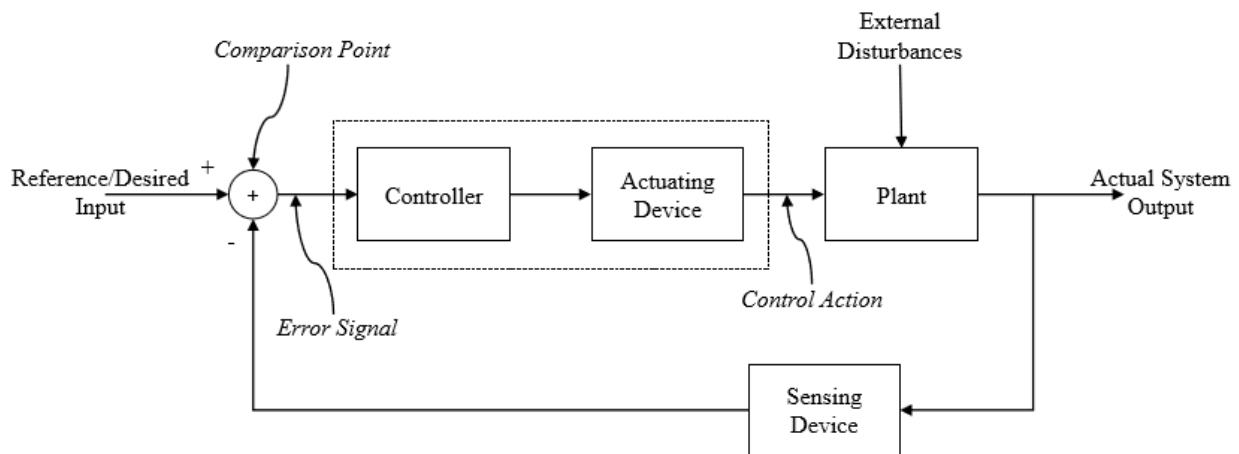 External
Disturbances
Comparison Point
+
Reference/Desired
Input
+
-
Controller
Actuating
Device
Plant
Actual System
Output
Error Signal
Control Action
Sensing
Device